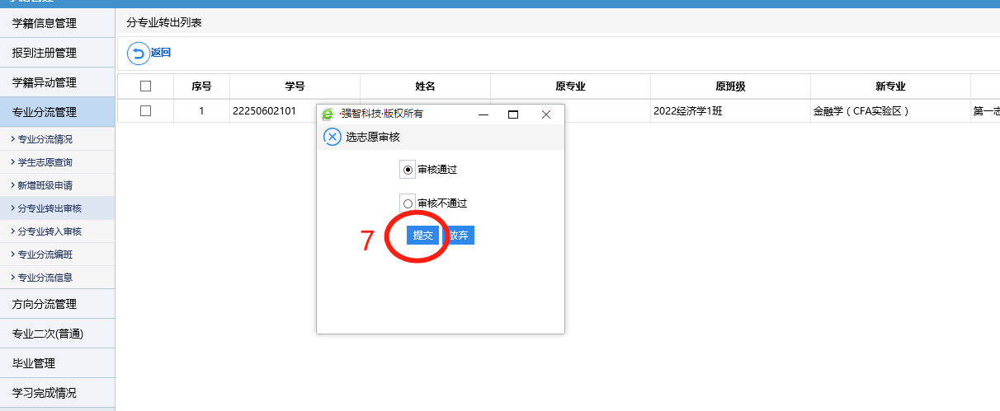 学籍信息管理
报到注册管理
学籍异动管理
专业分流管理
专业分流情况
学生志愿查询
新增班级申请
分专业转出审核
分专业转入审核
专业分流编班
专业分流信息
方向分流管理
专业二次(普通)
毕业管理
学习完成情况
分专业转出列表
返回
序号 学号 姓名 原专业 原班级 新专业
1 22250602101 2022经济学1班 金融学（CFA实验区） 第一志
·强智科技·版权所有
选志愿审核
审核通过
审核不通过
7
提交 放弃